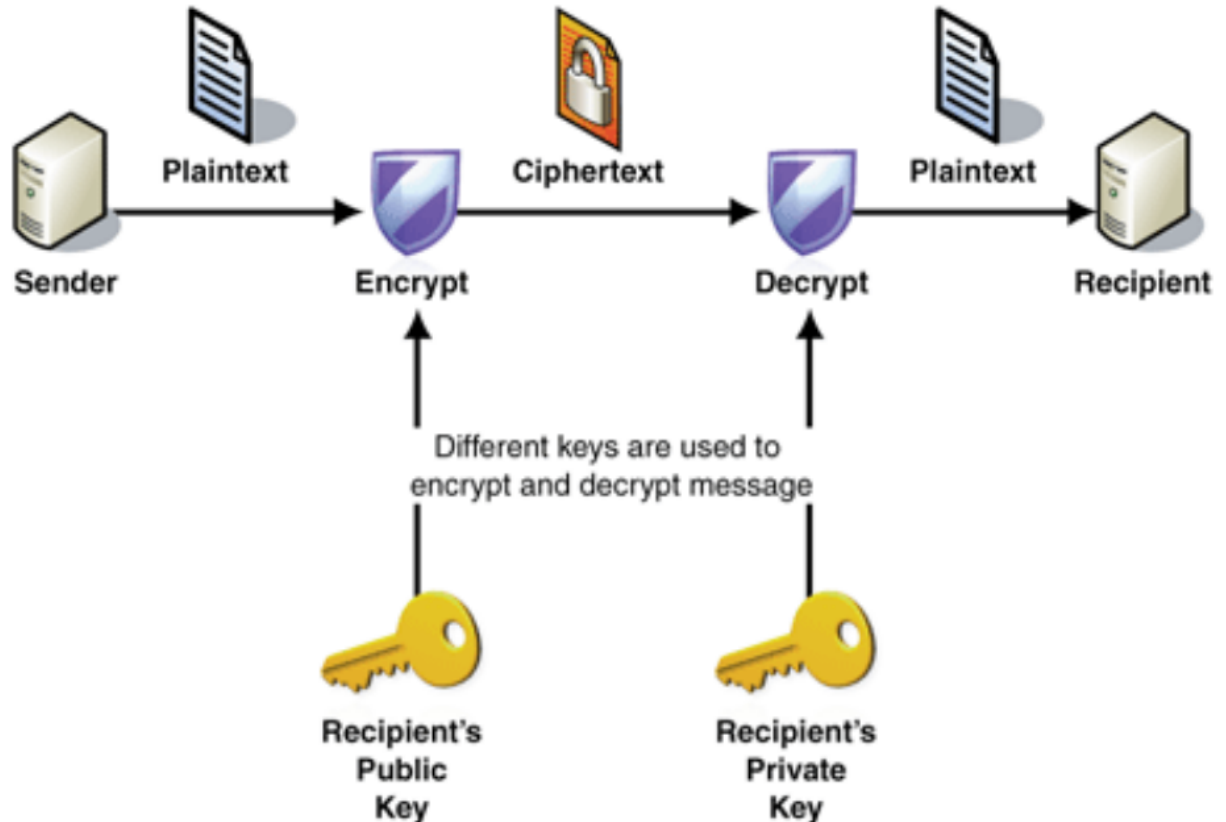 Plaintext
Ciphertext
Plaintext
Sender
Encrypt
Decrypt
Recipient
Different keys are used to
encrypt and decrypt message
Recipient’s
Public
Key
Recipient’s
Private
Key